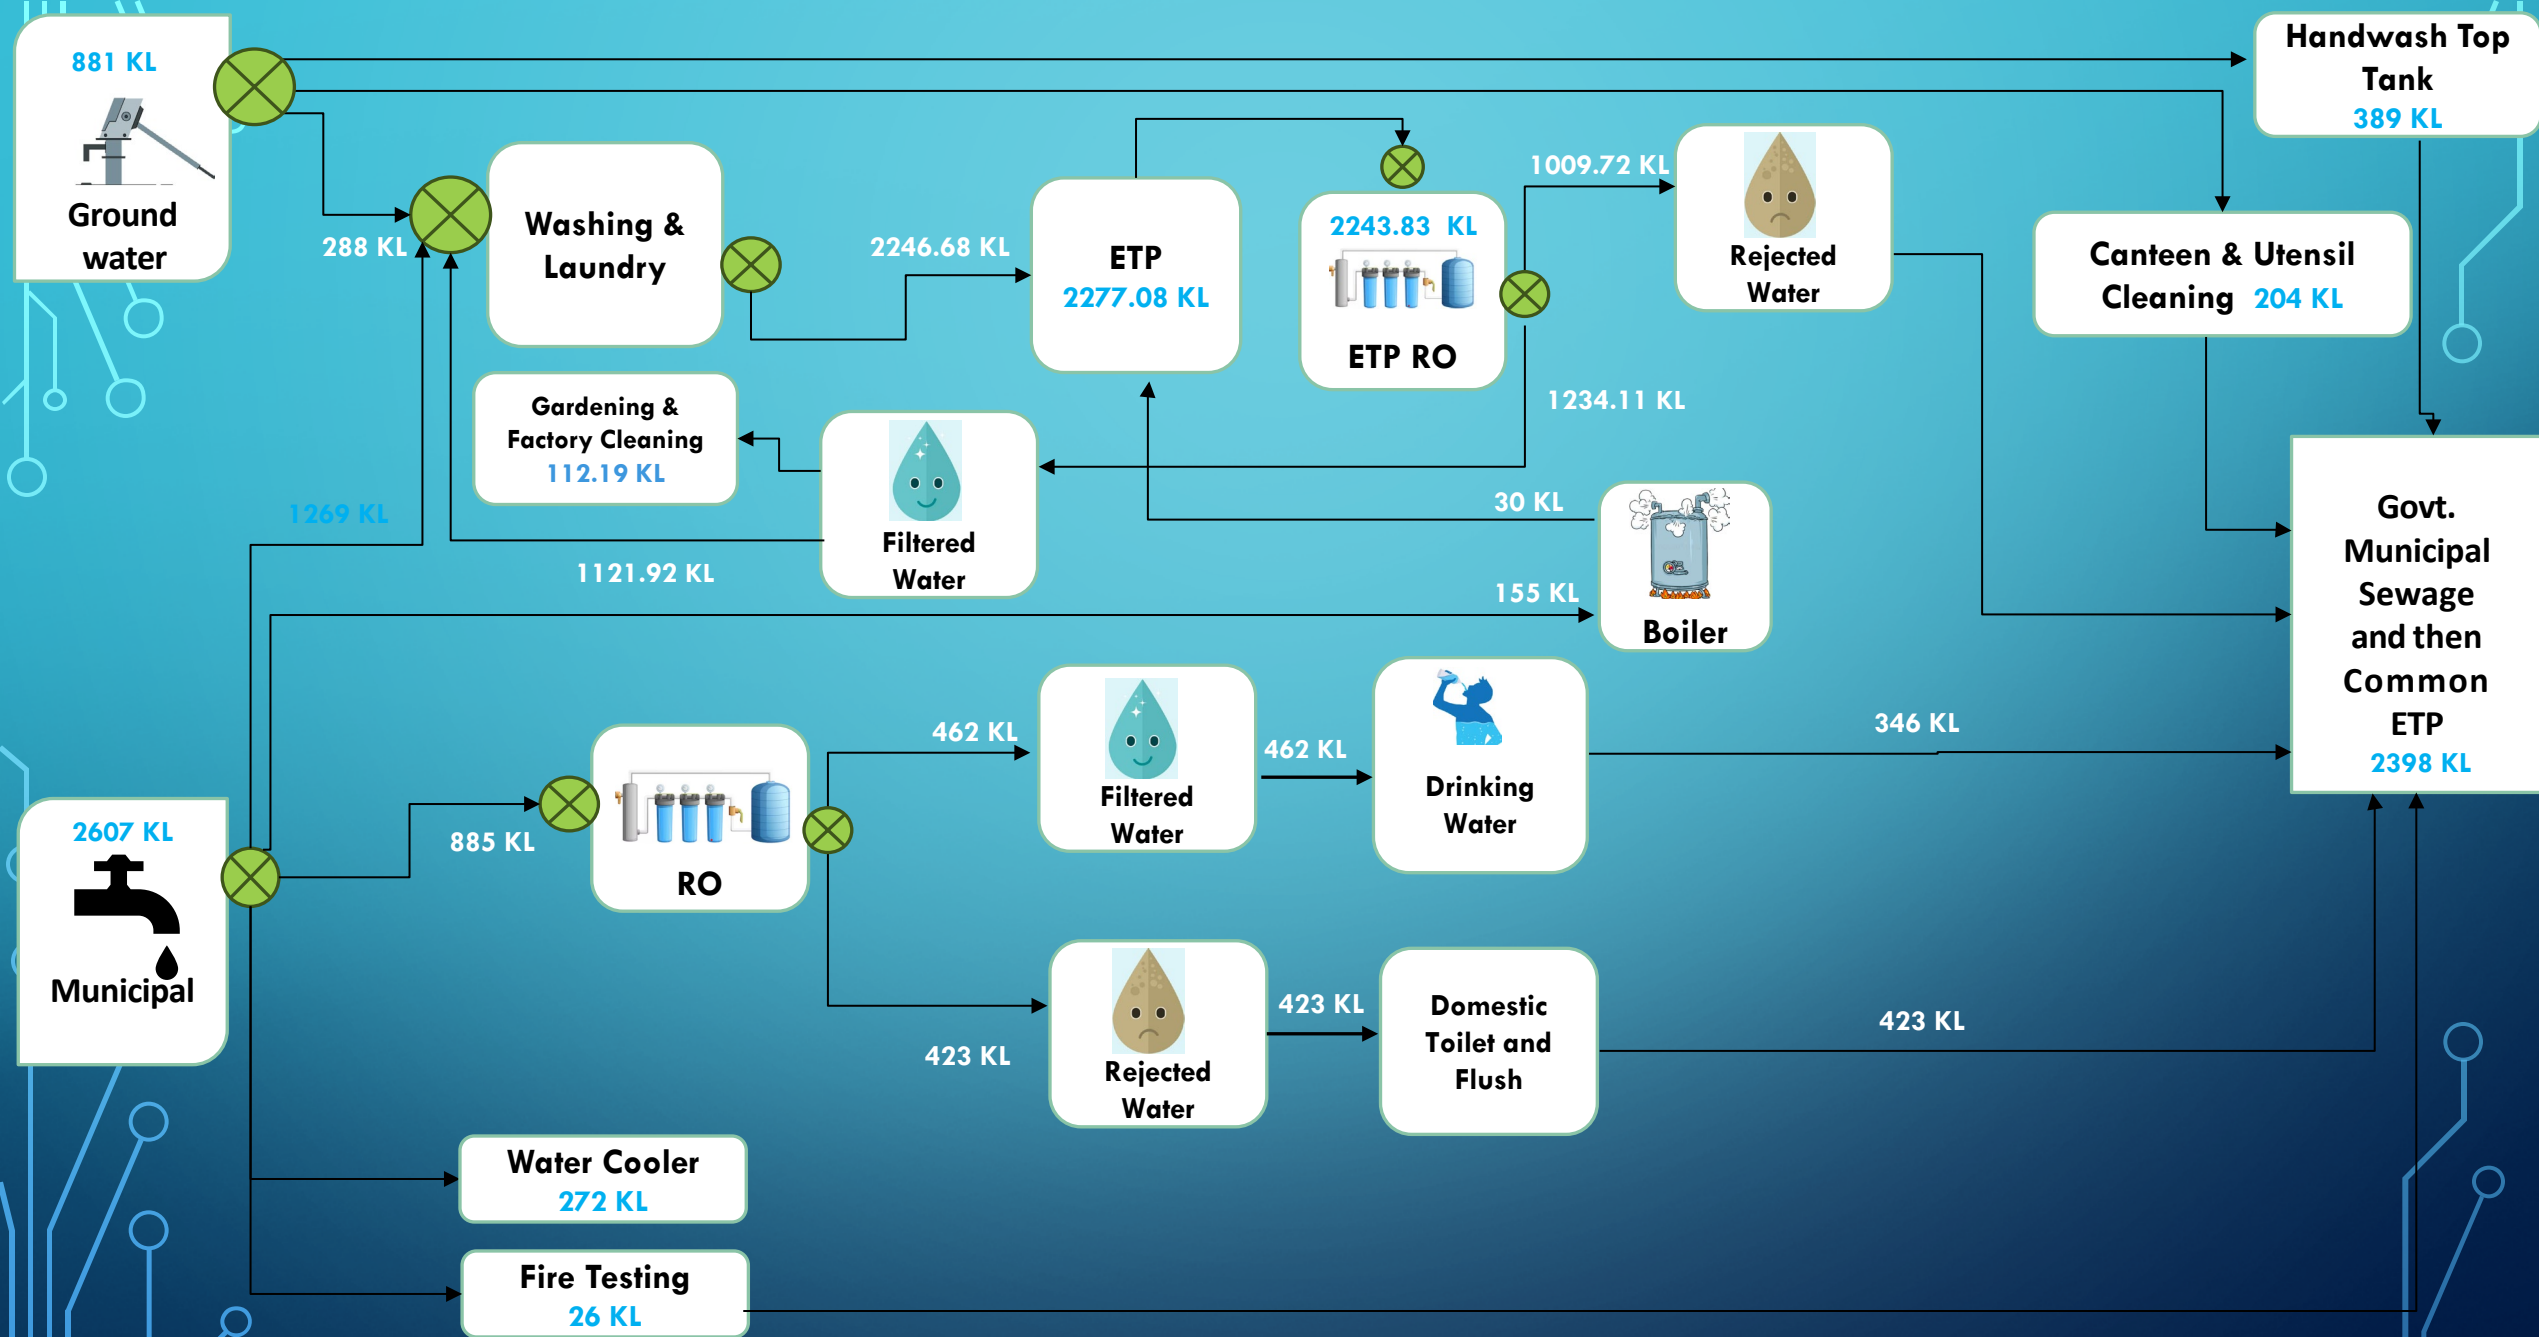 881 KL
Ground
water
Handwash Top
Tank
389 KL
288 KL
Washing &
Laundry
2246.68 KL
ETP
2277.08 KL
2243.83 KL
ETP RO
1009.72 KL
Rejected
Water
Canteen & Utensil
Cleaning 204 KL
1234.11 KL
Gardening &
Factory Cleaning
112.19 KL
Filtered
Water
1269 KL
1121.92 KL
30 KL
155 KL
Boiler
Govt.
Municipal
Sewage
and then
Common
ETP
2398 KL
2607 KL
Municipal
885 KL
RO
462 KL
Filtered
Water
462 KL
Drinking
Water
346 KL
423 KL
Rejected
Water
423 KL
Domestic
Toilet and
Flush
423 KL
Water Cooler
272 KL
Fire Testing
26 KL